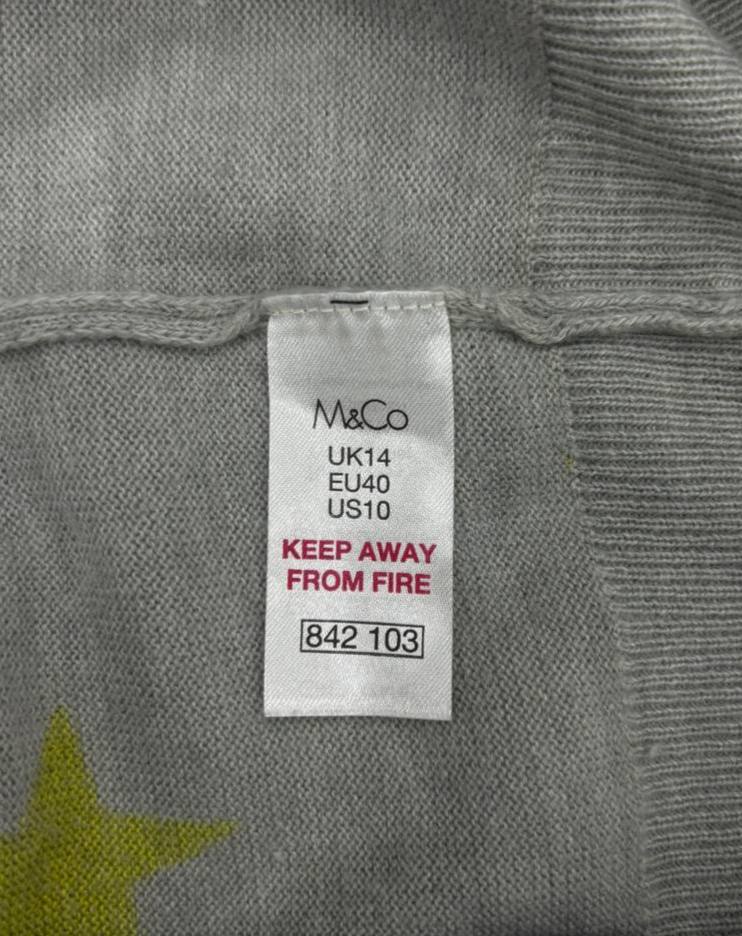 M&Co
UK14
EU40
US10
KEEP AWAY
FROM FIRE
842 103